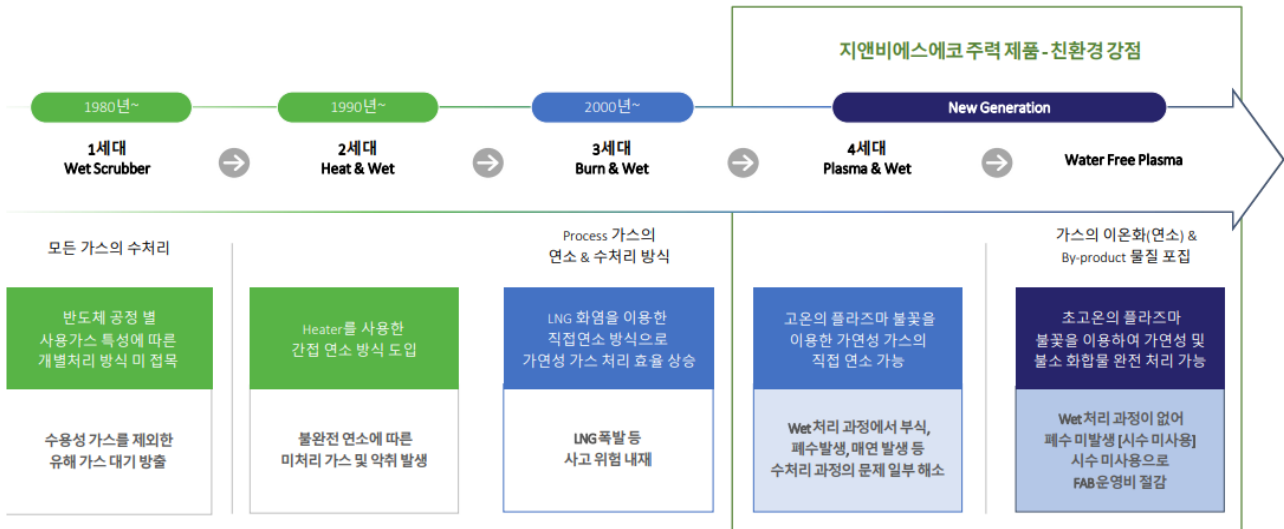 지앤비에스에코 주력 제품 - 친환경 강점
1980년~
1990년~
2000년~
New Generation
1세대
Wet Scrubber
2세대
Heat & Wet
3세대
Burn & Wet
4세대
Plasma & Wet
Water Free Plasma
모든 가스의 수처리
Process 가스의
연소 & 수처리 방식
가스의 이온화(연소) &
By-product 물질 포집
반도체 공정 별
사용가스 특성에 따른
개별처리 방식 미 접목
Heater를 사용한
간접 연소 방식 도입
LNG 화염을 이용한
직접연소 방식으로
가연성 가스 처리 효율 상승
고온의 플라즈마 불꽃을
이용한 가연성 가스의
직접 연소 가능
초고온의 플라즈마
불꽃을 이용하여 가연성 및
불소 화합물 완전 처리 가능
수용성 가스를 제외한
유해 가스 대기 방출
불완전 연소에 따른
미처리 가스 및 악취 발생
LNG 폭발 등
사고 위험 내재
Wet 처리 과정에서 부식,
폐수발생, 매연 발생 등
수처리 과정의 문제 일부 해소
Wet 처리 과정이 없어
폐수 미발생 [시수 미사용]
시수 미사용으로
FAB 운영비 절감